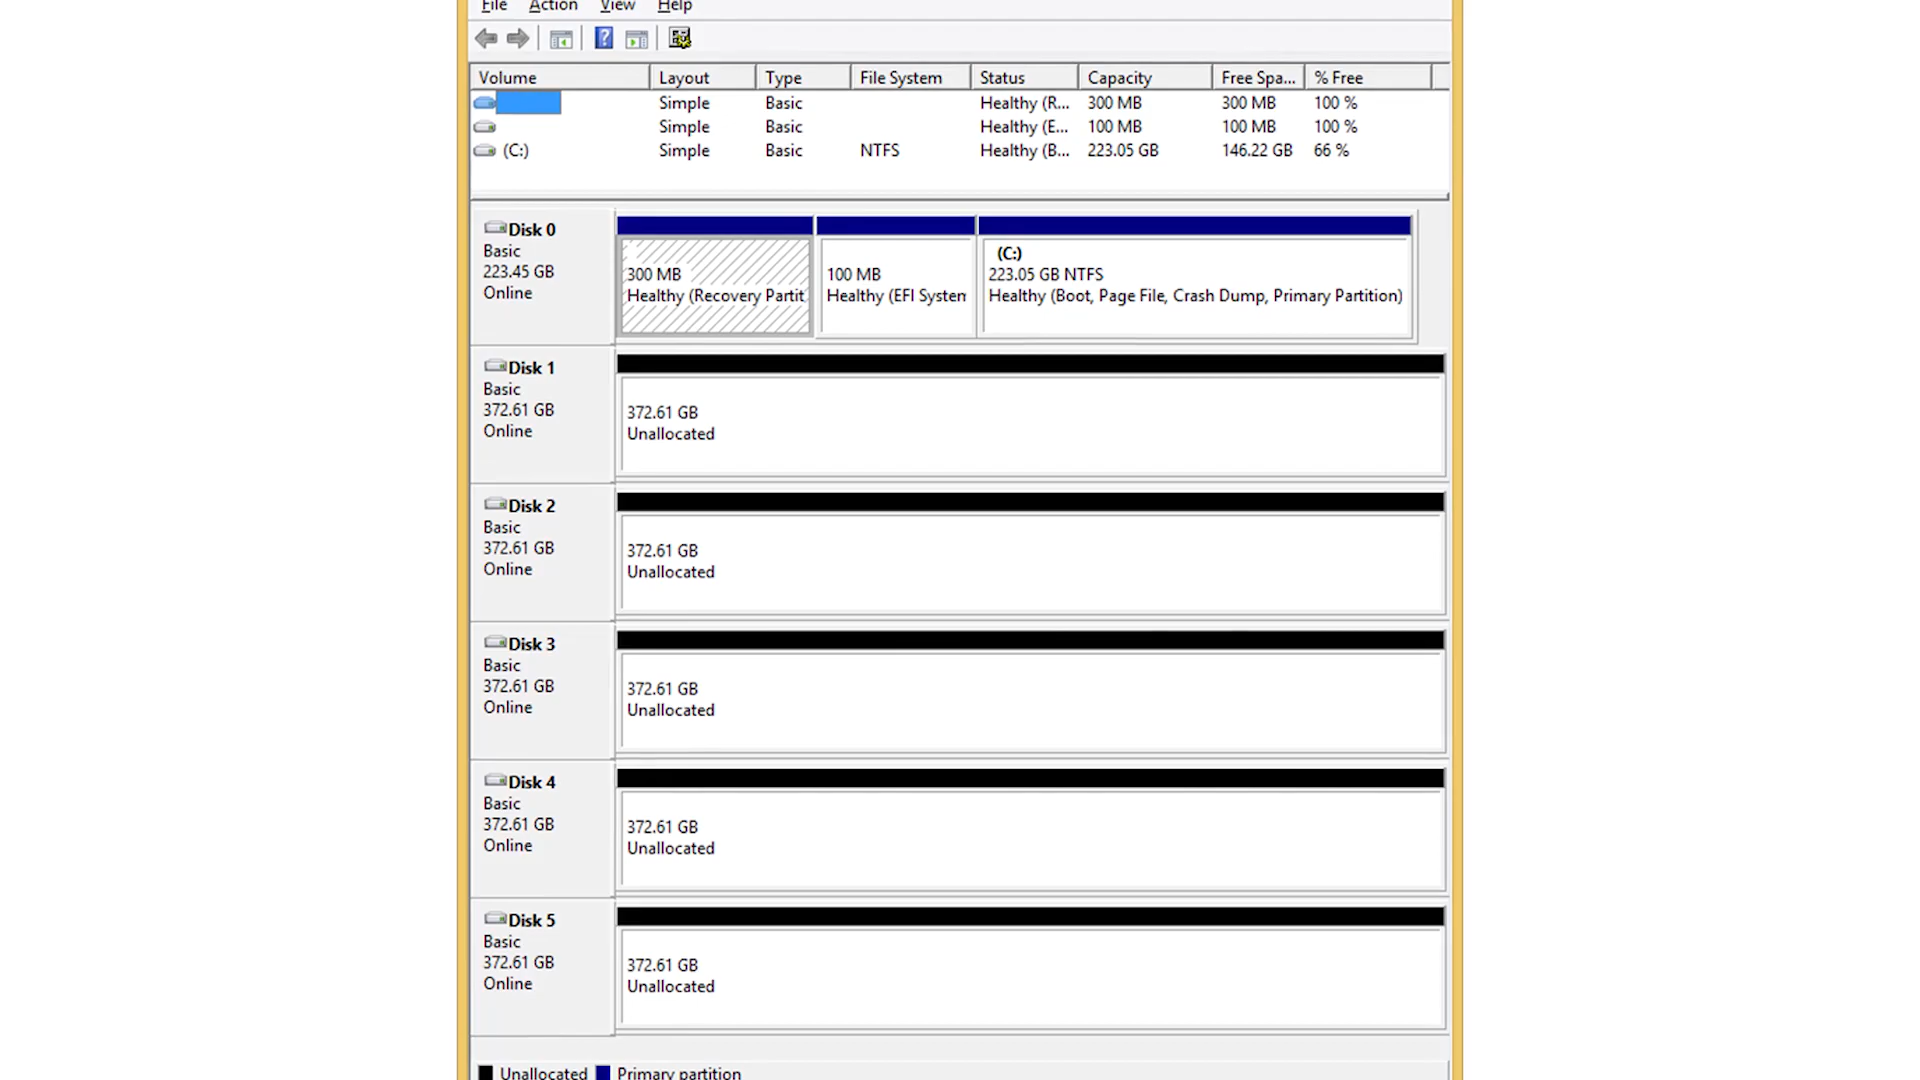 File Action View Help
Volume Layout Type File System Status Capacity Free Spa... % Free
Simple Basic Healthy (R... 300 MB 300 MB 100 %
Simple Basic Healthy (E... 100 MB 100 MB 100 %
(C:) Simple Basic NTFS Healthy (B... 223.05 GB 146.22 GB 66 %
Disk 0
Basic
223.45 GB
Online
300 MB
Healthy (Recovery Partit
100 MB
Healthy (EFI System
(C:)
223.05 GB NTFS
Healthy (Boot, Page File, Crash Dump, Primary Partition)
Disk 1
Basic
372.61 GB
Online
372.61 GB
Unallocated
Disk 2
Basic
372.61 GB
Online
372.61 GB
Unallocated
Disk 3
Basic
372.61 GB
Online
372.61 GB
Unallocated
Disk 4
Basic
372.61 GB
Online
372.61 GB
Unallocated
Disk 5
Basic
372.61 GB
Online
372.61 GB
Unallocated
Unallocated Primary partition